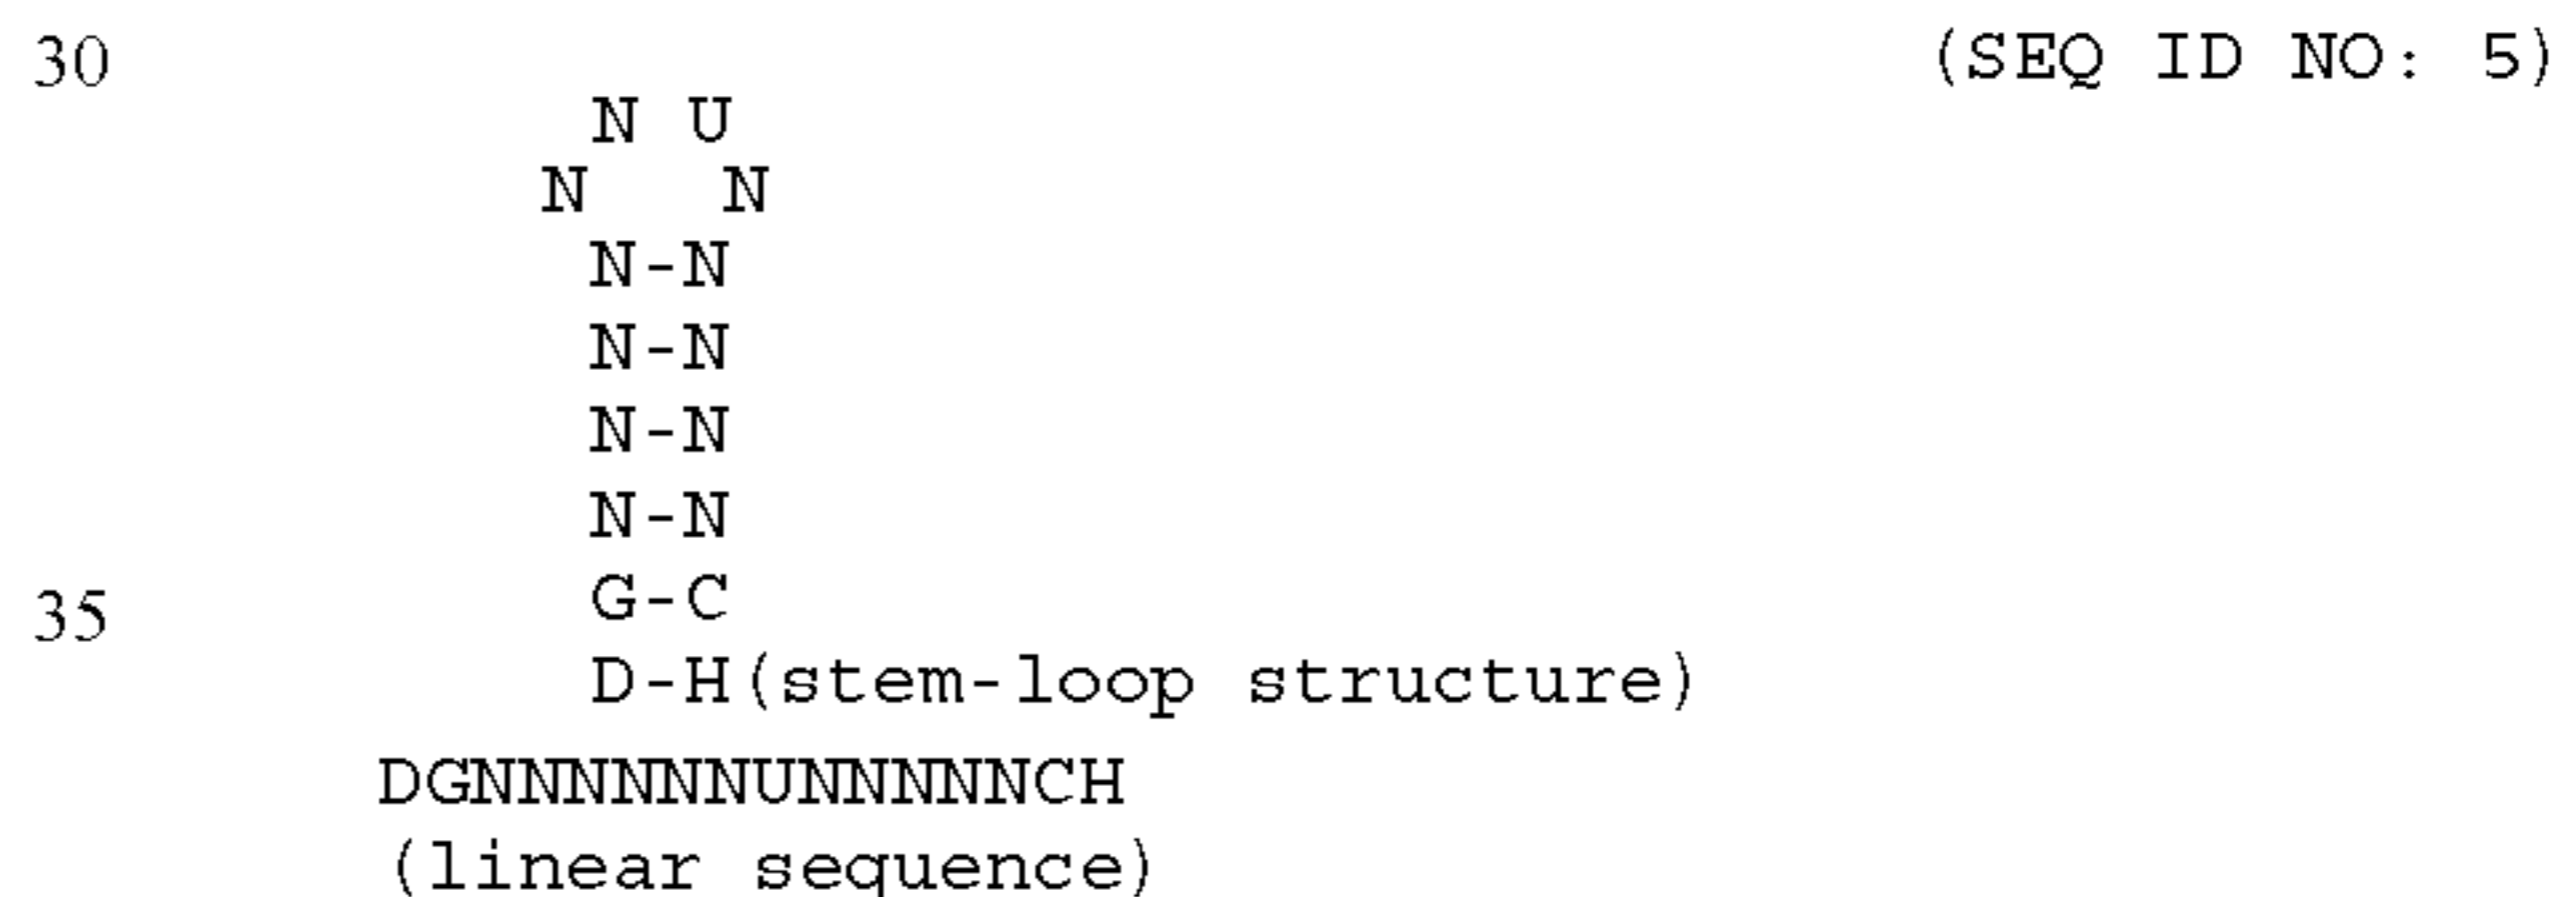 30 (SEQ ID NO: 5)
N U
N N
N-N
N-N
N-N
N-N
35 G-C
D-H(stem-loop structure)
DGNNNNNNUNNNNNCH
(linear sequence)